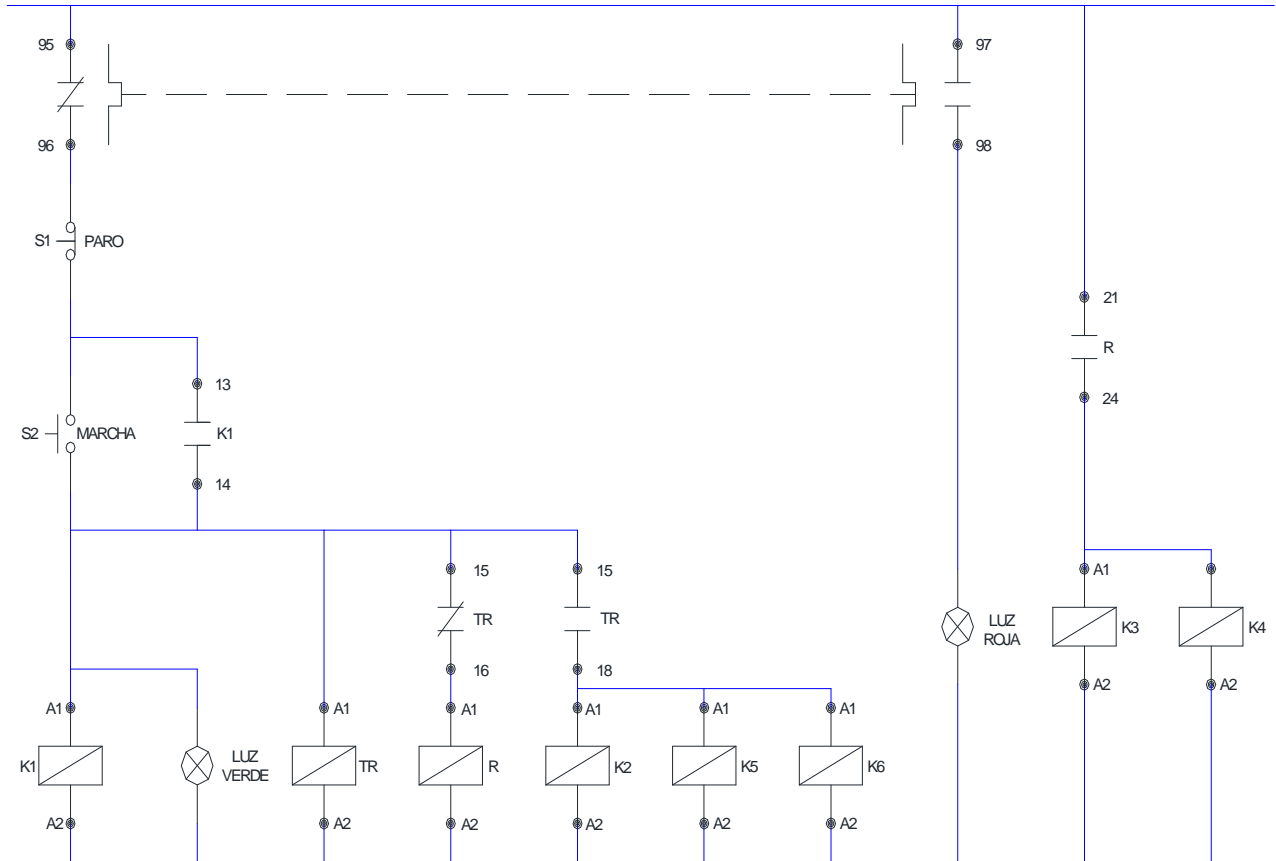 95
97
96
98
S1
PARO
21
R
24
13
S2
MARCHA
K1
14
15
15
A1
TR
TR
LUZ
ROJA
K3
K4
16
18
A2
A2
A1
A1
A1
A1
A1
A1
K1
LUZ
VERDE
TR
R
K2
K5
K6
A2
A2
A2
A2
A2
A2